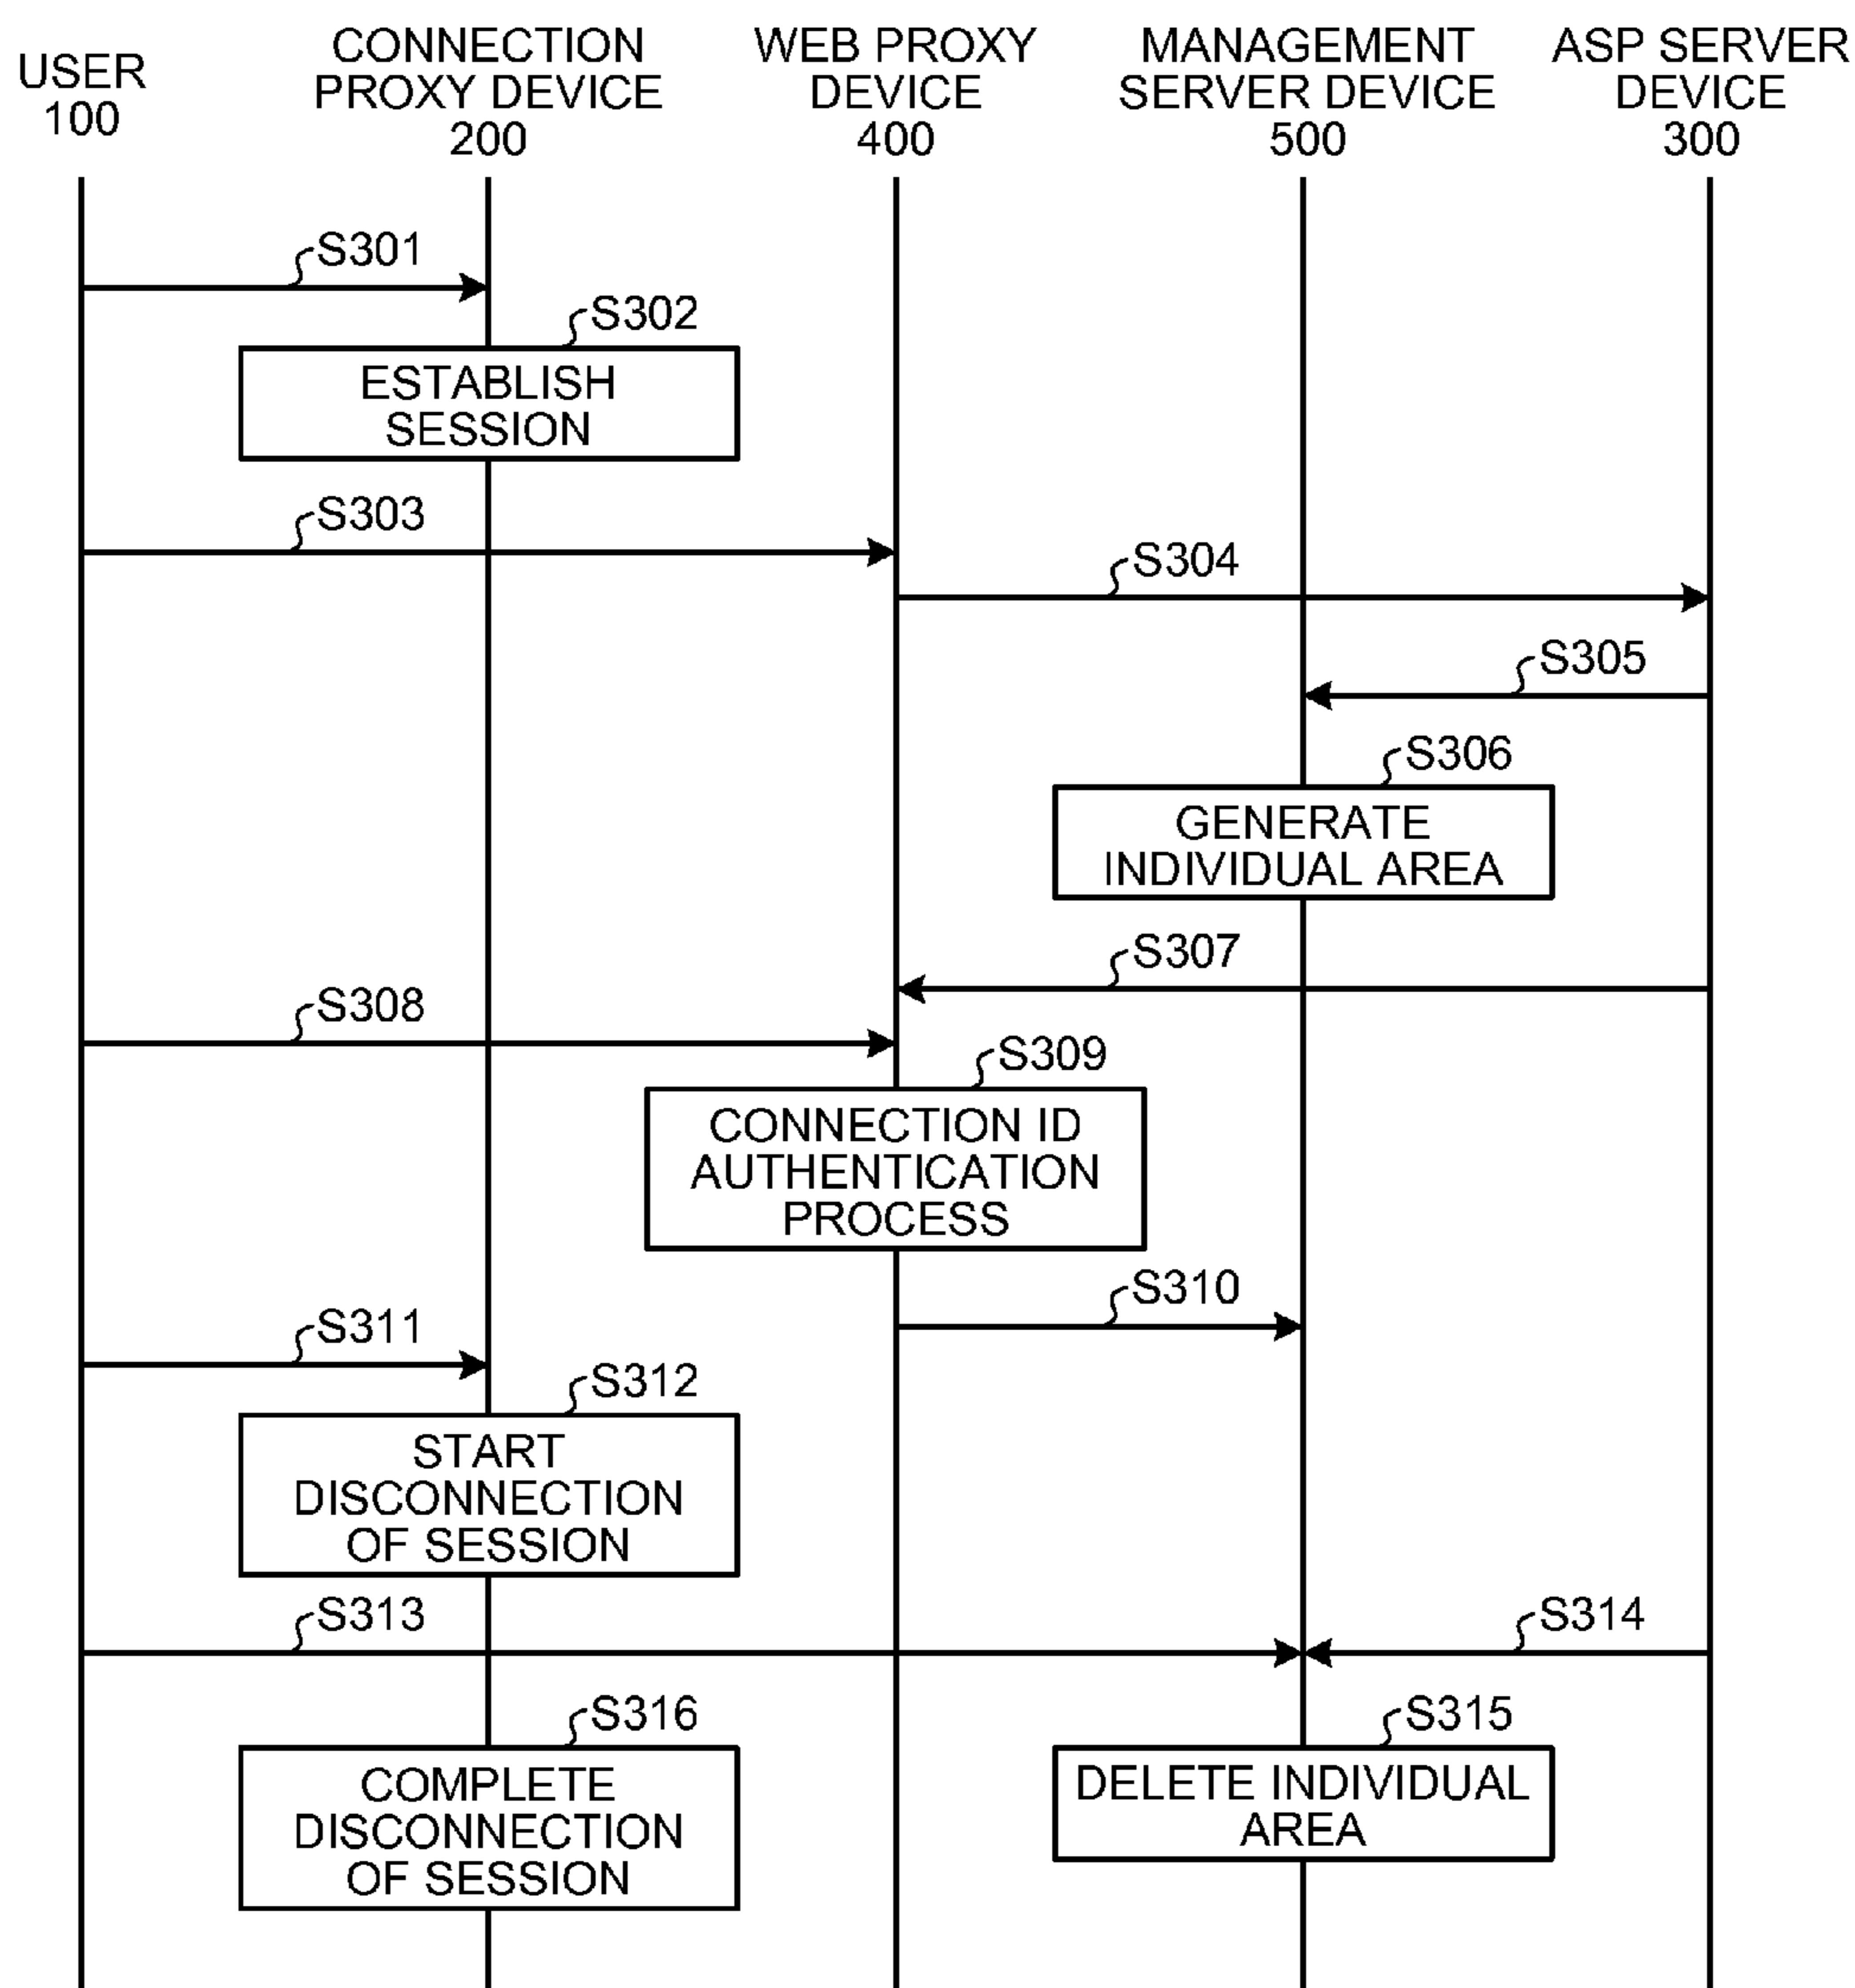 USER
100
CONNECTION
PROXY DEVICE
200
WEB PROXY
DEVICE
400
MANAGEMENT
SERVER DEVICE
500
ASP SERVER
DEVICE
300
S301
S302
ESTABLISH
SESSION
S303
S304
S305
S306
GENERATE
INDIVIDUAL AREA
S307
S308
S309
CONNECTION ID
AUTHENTICATION
PROCESS
S310
S311
S312
START
DISCONNECTION
OF SESSION
S313
S314
S316
COMPLETE
DISCONNECTION
OF SESSION
S315
DELETE INDIVIDUAL
AREA